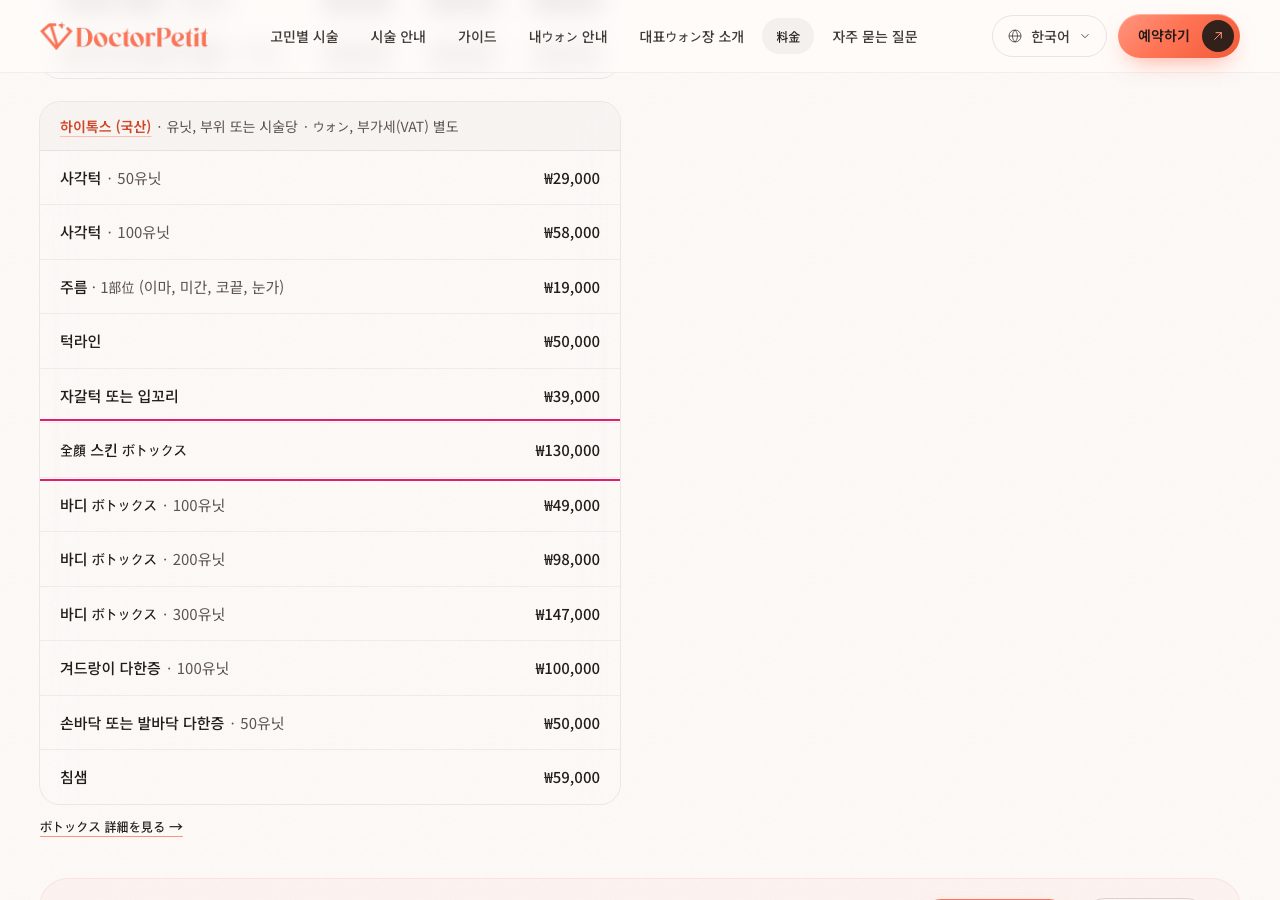 DoctorPetit
고민별 시술
시술 안내
가이드
내ウォン 안내
대표ウォン장 소개
料金
자주 묻는 질문
한국어
예약하기
하이톡스 (국산) · 유닛, 부위 또는 시술당 · ウォン, 부가세(VAT) 별도
사각턱 · 50유닛 ₩29,000
사각턱 · 100유닛 ₩58,000
주름 · 1部位 (이마, 미간, 코끝, 눈가) ₩19,000
턱라인 ₩50,000
자갈턱 또는 입꼬리 ₩39,000
全顔 스킨 ボトックス ₩130,000
바디 ボトックス · 100유닛 ₩49,000
바디 ボトックス · 200유닛 ₩98,000
바디 ボトックス · 300유닛 ₩147,000
겨드랑이 다한증 · 100유닛 ₩100,000
손바닥 또는 발바닥 다한증 · 50유닛 ₩50,000
침샘 ₩59,000
ボトックス 詳細を見る →